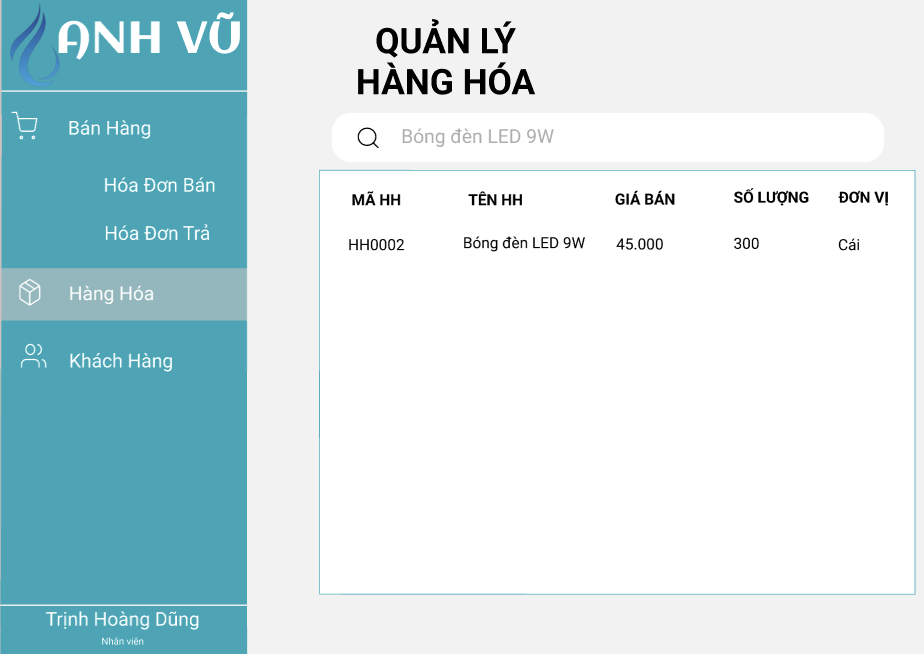 ANH VŨ
Bán Hàng
Hóa Đơn Bán
Hóa Đơn Trả
Hàng Hóa
Khách Hàng
Trịnh Hoàng Dũng
Nhân viên
QUẢN LÝ
HÀNG HÓA
Bóng đèn LED 9W
MÃ HH TÊN HH GIÁ BÁN SỐ LƯỢNG ĐƠN VỊ
HH0002 Bóng đèn LED 9W 45.000 300 Cái